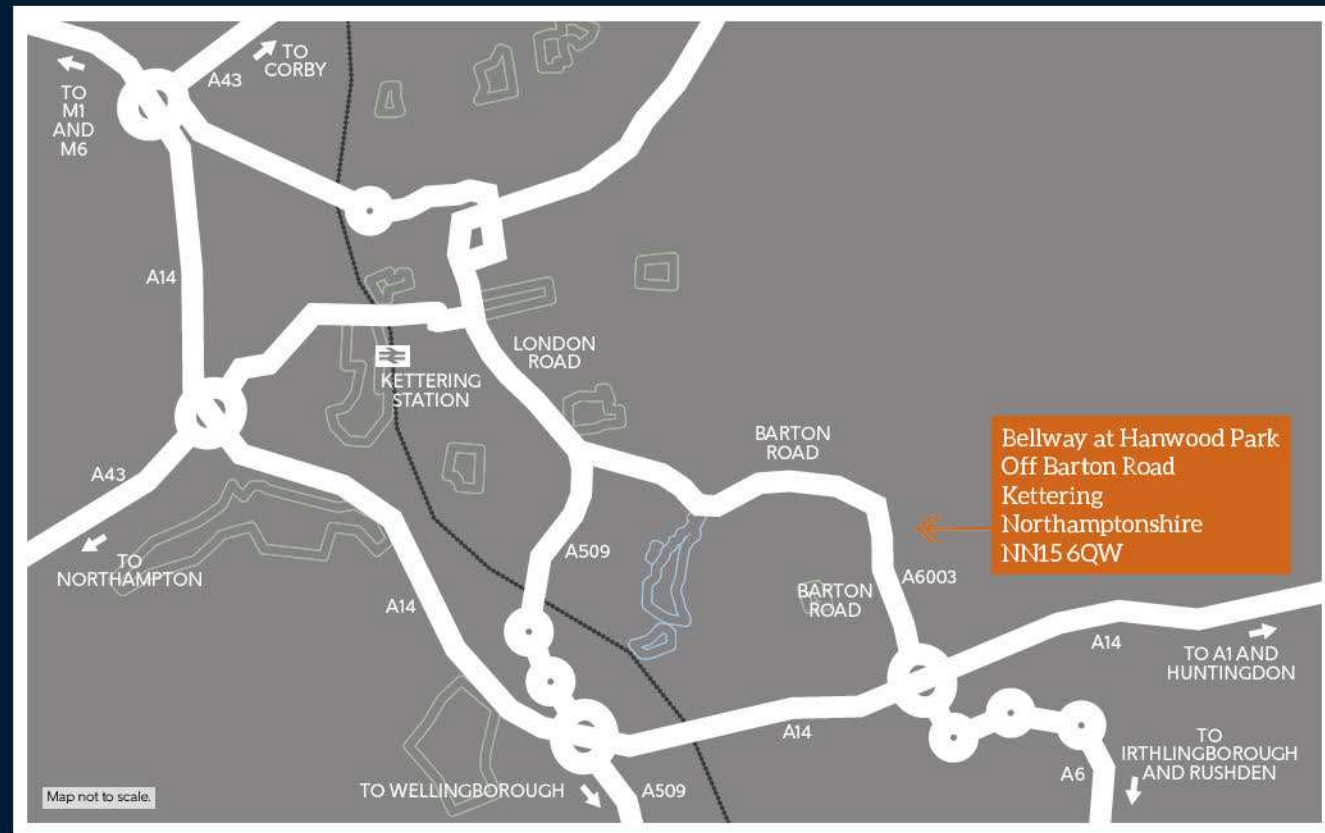 TO
CORBY
A43
TO
M1
AND
M6
A14
LONDON
ROAD
KETTERING
STATION
BARTON
ROAD
Bellway at Hanwood Park
Off Barton Road
Kettering
Northamptonshire
NN15 6QW
A43
TO
NORTHAMPTON
A509
A6003
BARTON
ROAD
A14
A14
TO A1 AND
HUNTINGDON
A14
TO
IRTHLINGBOROUGH
AND RUSHDEN
A6
TO WELLINGBOROUGH
A509
Map not to scale.